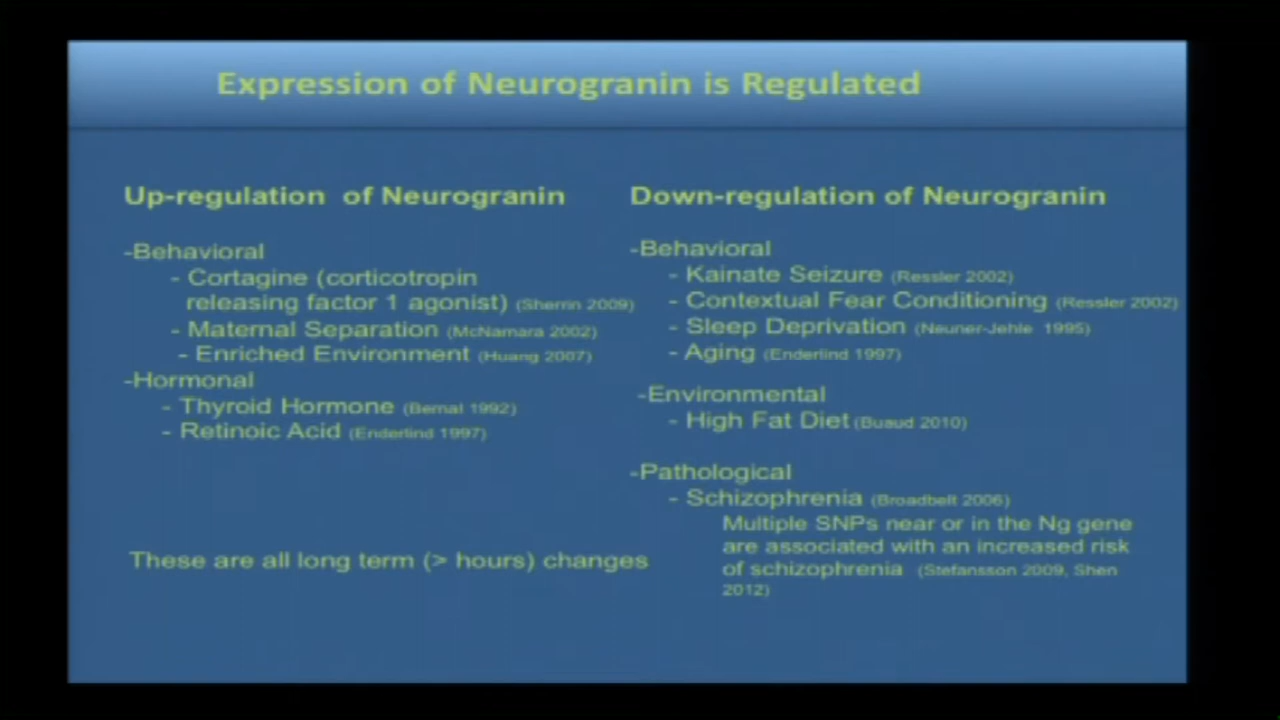 Expression of Neurogranin is Regulated
Up-regulation of Neurogranin
-Behavioral
- Cortagine (corticotropin
releasing factor 1 agonist) (Sherrin 2009)
- Maternal Separation (McNamara 2002)
- Enriched Environment (Huang 2007)
-Hormonal
- Thyroid Hormone (Bernal 1992)
- Retinoic Acid (Enderlind 1997)
These are all long term (> hours) changes
Down-regulation of Neurogranin
-Behavioral
- Kainate Seizure (Ressler 2002)
- Contextual Fear Conditioning (Ressler 2002)
- Sleep Deprivation (Neuner-Jehle 1995)
- Aging (Enderlind 1997)
-Environmental
- High Fat Diet (Buaud 2010)
-Pathological
- Schizophrenia (Broadbelt 2006)
Multiple SNPs near or in the Ng gene
are associated with an increased risk
of schizophrenia (Stefansson 2009, Shen
2012)